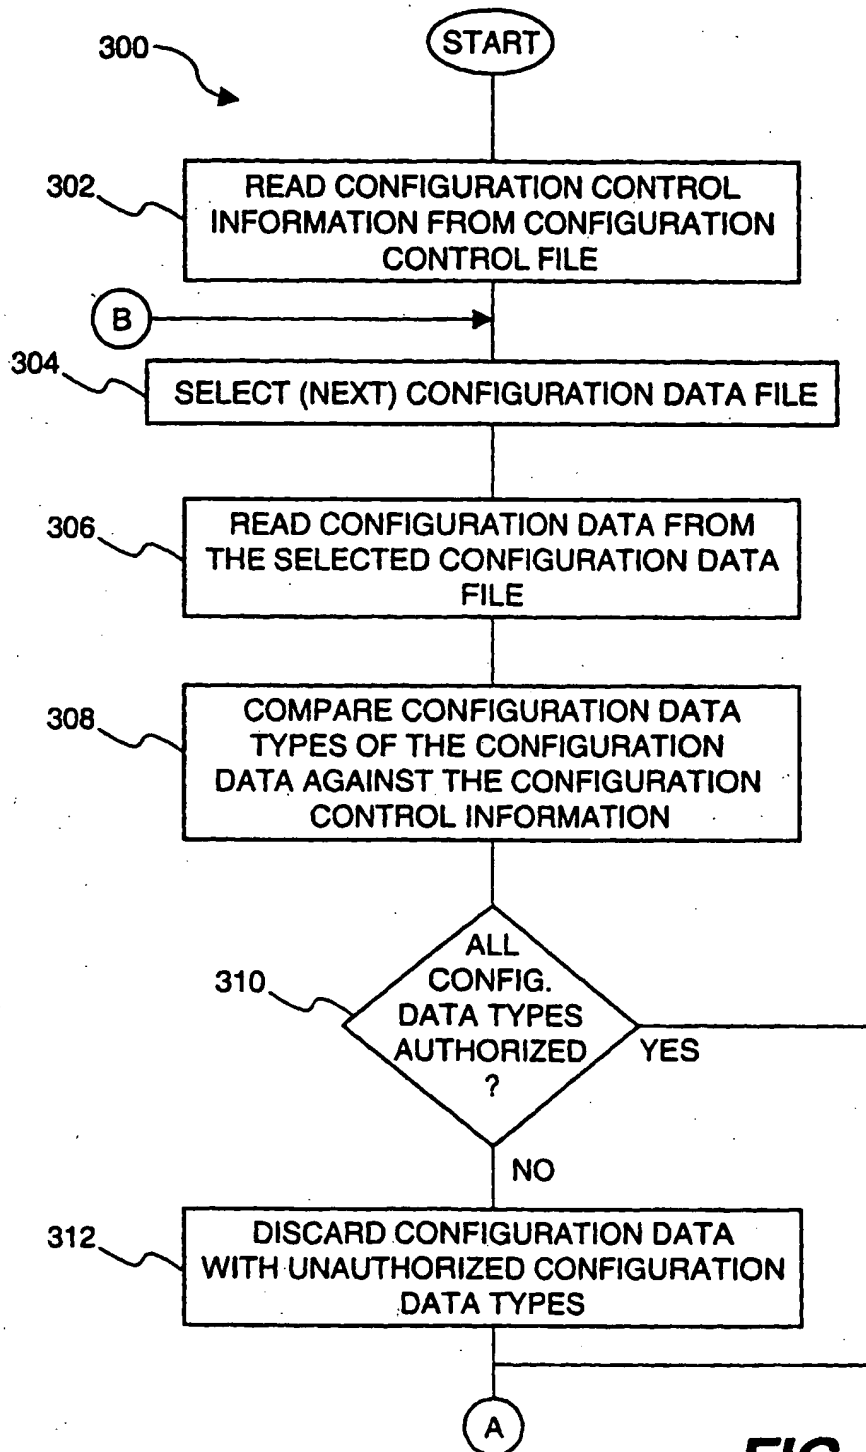 START
300
302
READ CONFIGURATION CONTROL
INFORMATION FROM CONFIGURATION
CONTROL FILE
B
304
SELECT (NEXT) CONFIGURATION DATA FILE
306
READ CONFIGURATION DATA FROM
THE SELECTED CONFIGURATION DATA
FILE
308
COMPARE CONFIGURATION DATA
TYPES OF THE CONFIGURATION
DATA AGAINST THE CONFIGURATION
CONTROL INFORMATION
310
ALL
CONFIG.
DATA TYPES
AUTHORIZED
?
YES
NO
312
DISCARD CONFIGURATION DATA
WITH UNAUTHORIZED CONFIGURATION
DATA TYPES
A
FIG